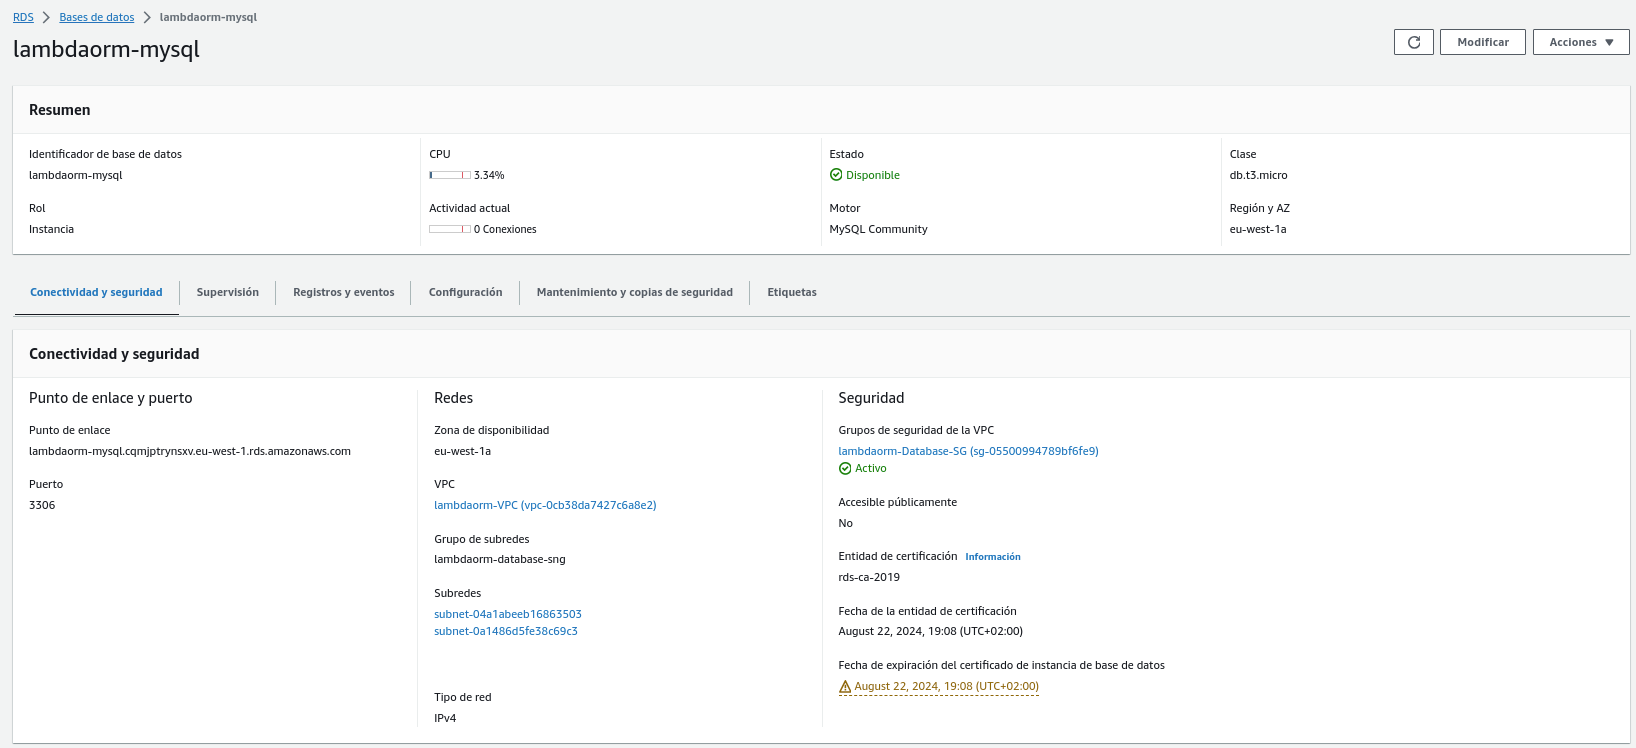 RDS > Bases de datos > lambdaorm-mysql
lambdaorm-mysql
Modificar
Acciones
Resumen
Identificador de base de datos
lambdaorm-mysql
CPU
3.34%
Estado
Disponible
Clase
db.t3.micro
Rol
Instancia
Actividad actual
0 Conexiones
Motor
MySQL Community
Región y AZ
eu-west-1a
Conectividad y seguridad
Supervisión
Registros y eventos
Configuración
Mantenimiento y copias de seguridad
Etiquetas
Conectividad y seguridad
Punto de enlace y puerto
Punto de enlace
lambdaorm-mysql.cqmjptrynsxv.eu-west-1.rds.amazonaws.com
Puerto
3306
Redes
Zona de disponibilidad
eu-west-1a
VPC
lambdaorm-VPC (vpc-0cb38da7427c6a8e2)
Grupo de subredes
lambdaorm-database-sng
Subredes
subnet-04a1abeeb16863503
subnet-0a1486d5fe38c69c3
Tipo de red
IPv4
Seguridad
Grupos de seguridad de la VPC
lambdaorm-Database-SG (sg-05500994789bf6fe9)
Activo
Accesible públicamente
No
Entidad de certificación Información
rds-ca-2019
Fecha de la entidad de certificación
August 22, 2024, 19:08 (UTC+02:00)
Fecha de expiración del certificado de instancia de base de datos
August 22, 2024, 19:08 (UTC+02:00)